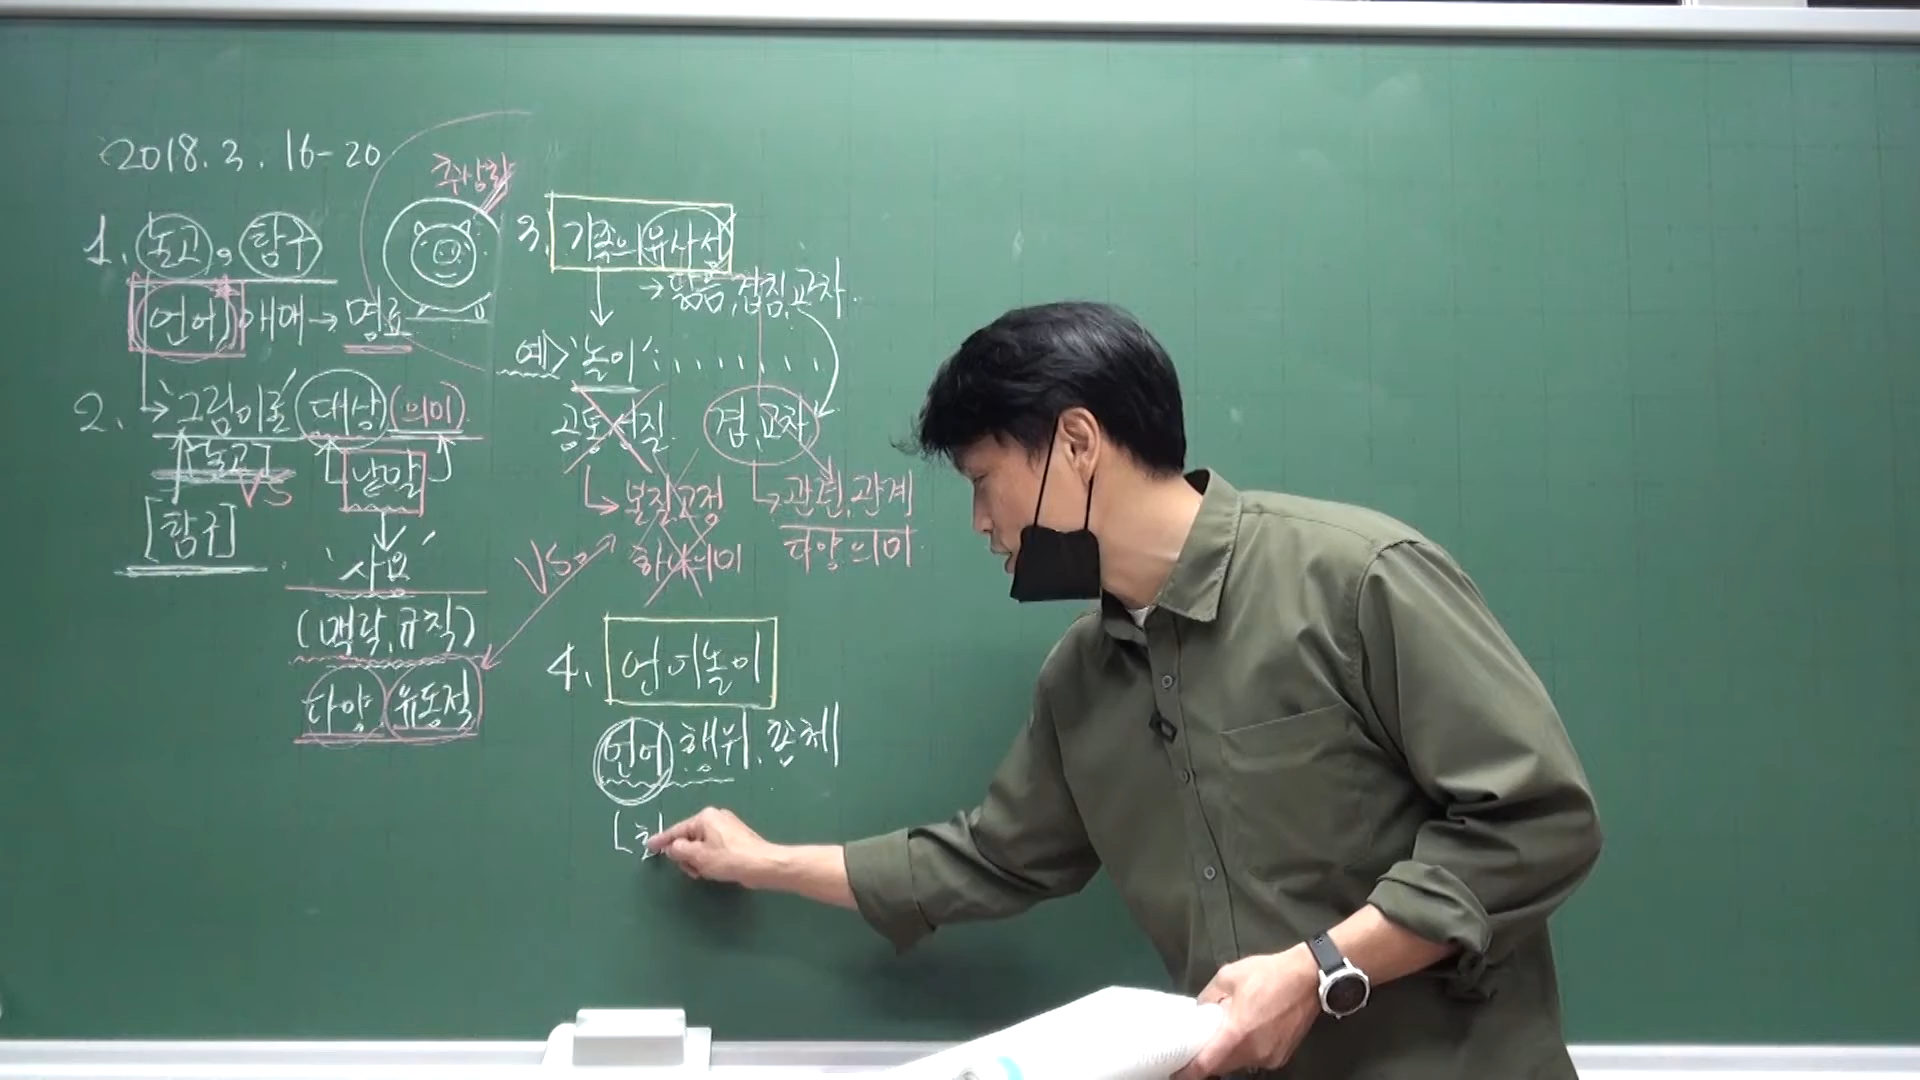 2018. 3. 16-20
추상화
1. 논고, 탐구
언어 애매→명료
2. →'그림이론' 대상(의미)
[논고]
VS
낱말
[탐구]
'사용'
(맥락,규칙)
다양 유동적
3. 가족의유사성
→닮음,겹침,교차.
예>'놀이':
공통성질. 겹,교차
본질고정 →관련,관계
하나의미 다양의미
VS
4. 언어놀이
언어행위, 총체